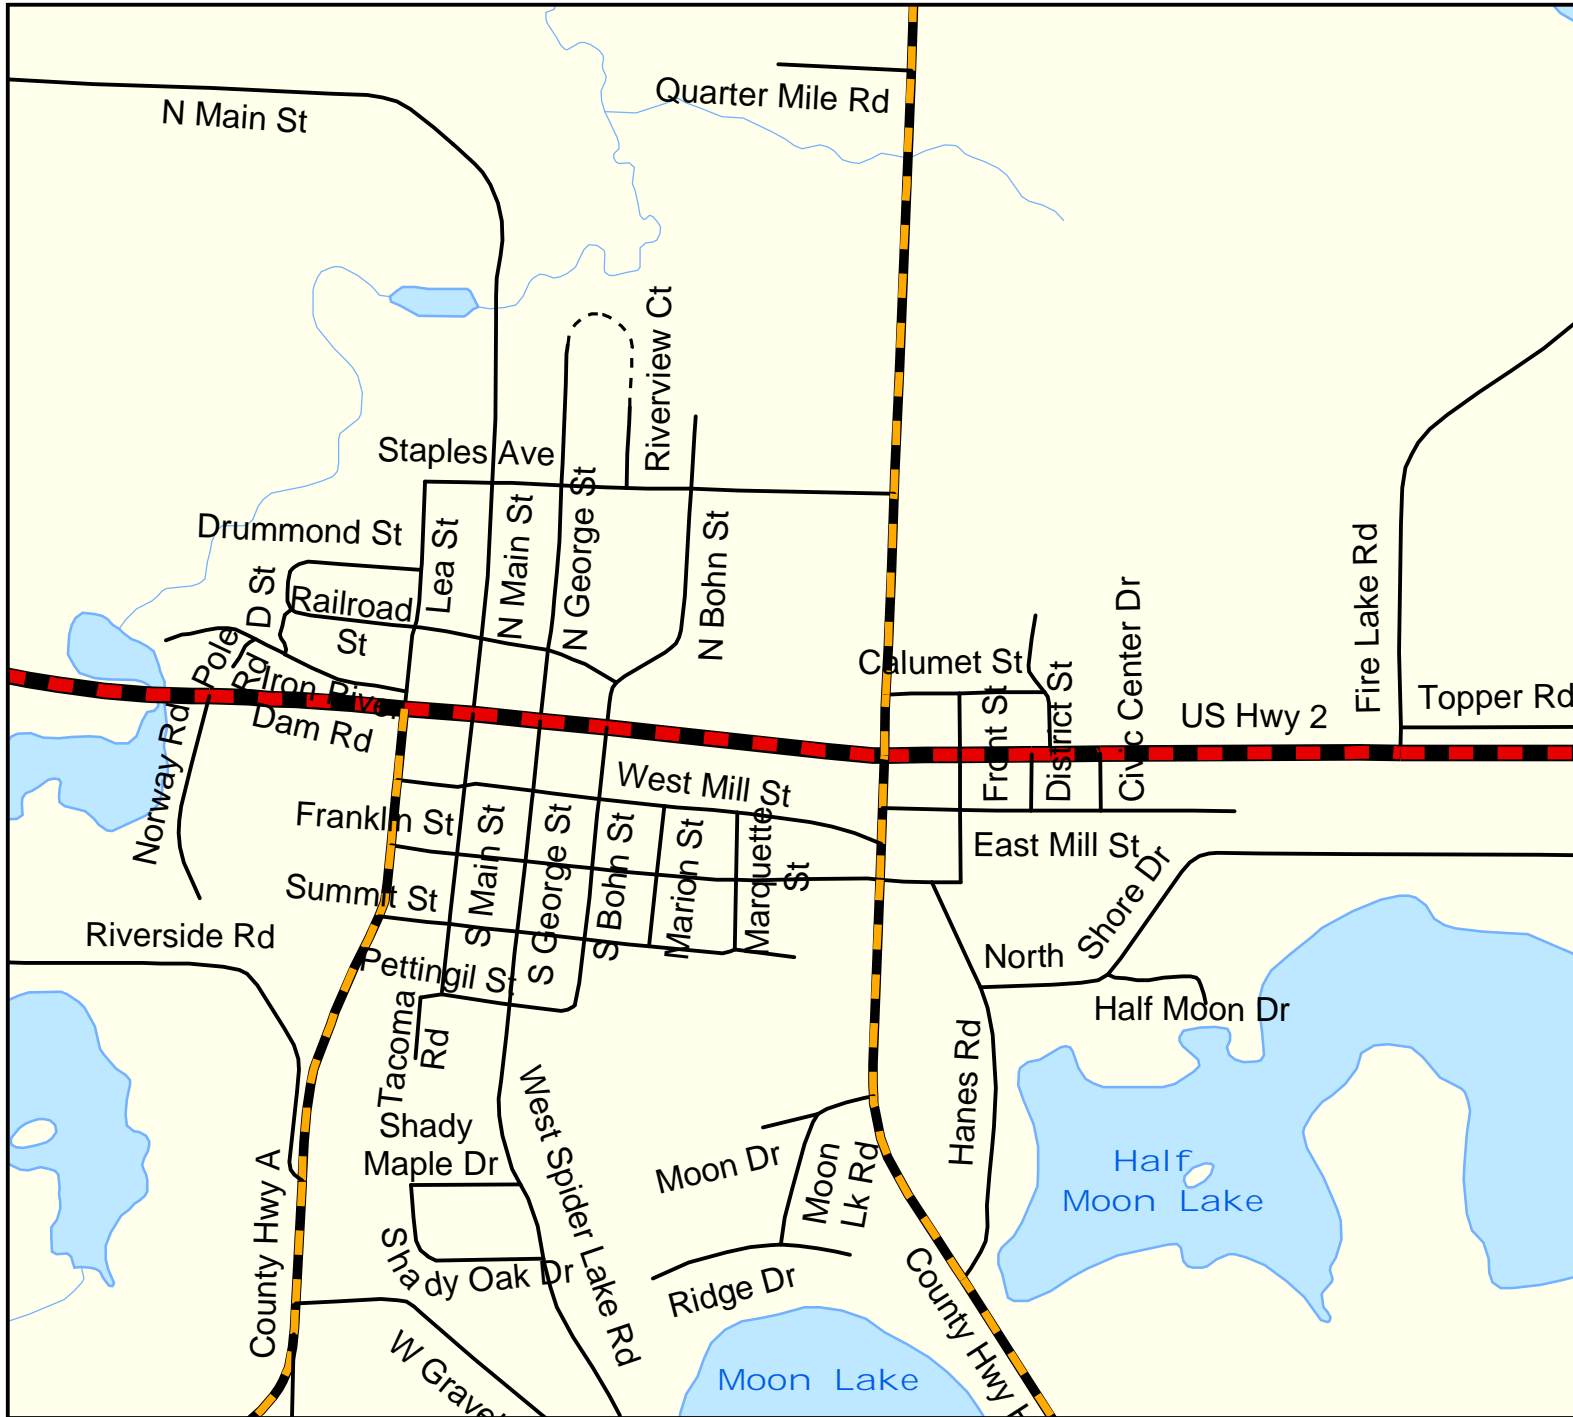 Quarter Mile Rd
N Main St
Riverview Ct
Staples Ave
N George St
N Main St
Lea St
N Bohn St
Drummond St
D St
Railroad
St
Pole
Rd
Iron River
Dam Rd
Norway Rd
Calumet St
Front St
District St
Civic Center Dr
Fire Lake Rd
Topper Rd
US Hwy 2
West Mill St
Franklin St
Summit St
S Main St
S George St
S Bohn St
Marion St
Marquette
St
East Mill St
North
Shore Dr
Riverside Rd
Pettingil St
Tacoma
Rd
Half Moon Dr
Hanes Rd
Shady
Maple Dr
West Spider Lake Rd
Moon Dr
Moon
Lk Rd
Half
Moon Lake
County Hwy A
Shady Oak Dr
Ridge Dr
County Hwy H
W Gravel
Moon Lake